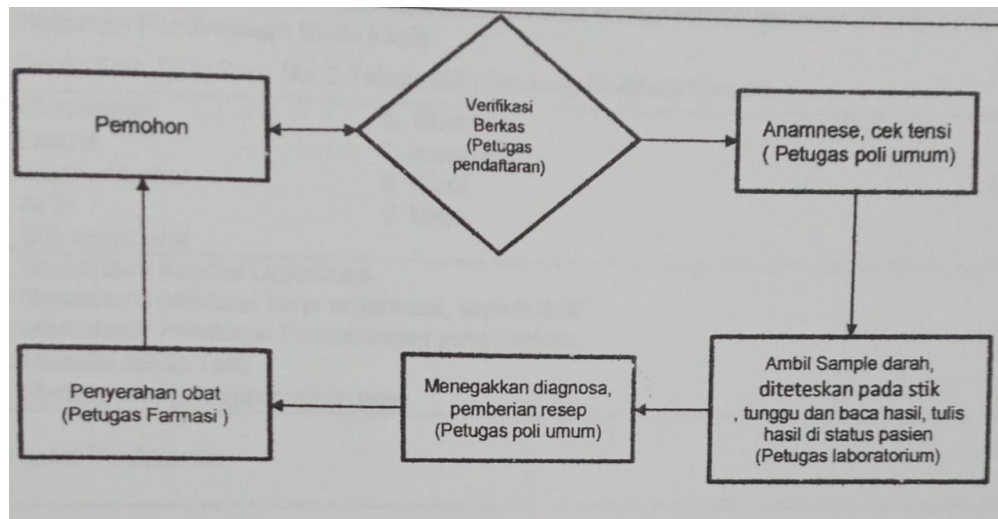 Pemohon
Verifikasi
Berkas
(Petugas
pendaftaran)
Anamnese, cek tensi
( Petugas poli umum)
Ambil Sample darah,
diteteskan pada stik
, tunggu dan baca hasil, tulis
hasil di status pasien
(Petugas laboratorium)
Menegakkan diagnosa,
pemberian resep
(Petugas poli umum)
Penyerahan obat
(Petugas Farmasi )